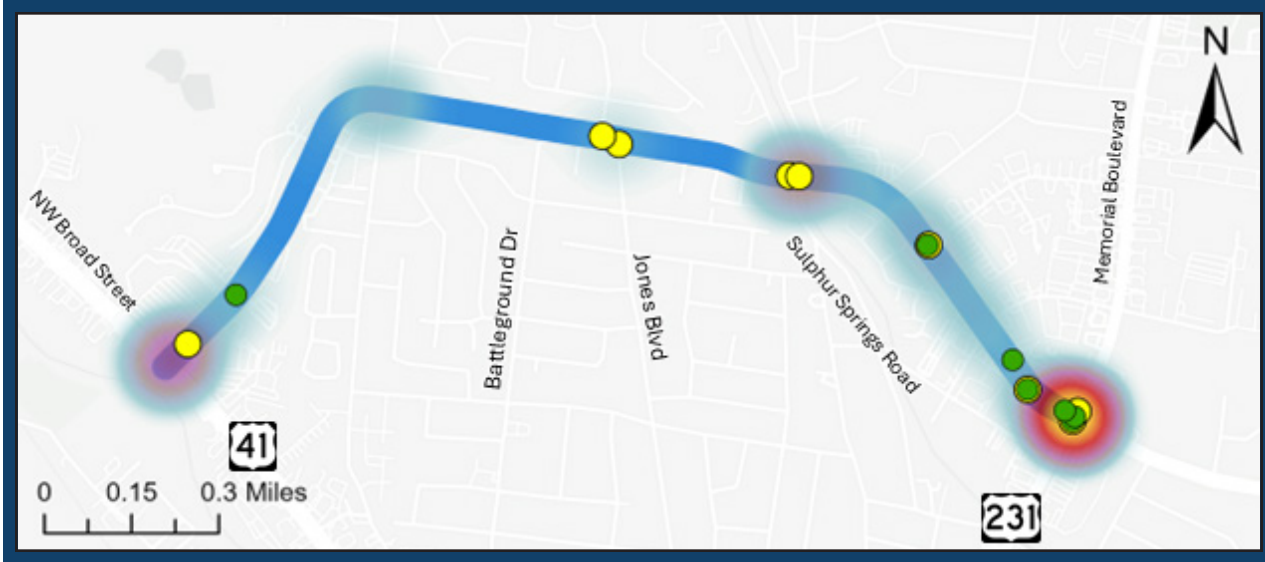 N
NW Broad Street
Battleground Dr
Jones Blvd
Sulphur Springs Road
Memorial Boulevard
41
231
0 0.15 0.3 Miles